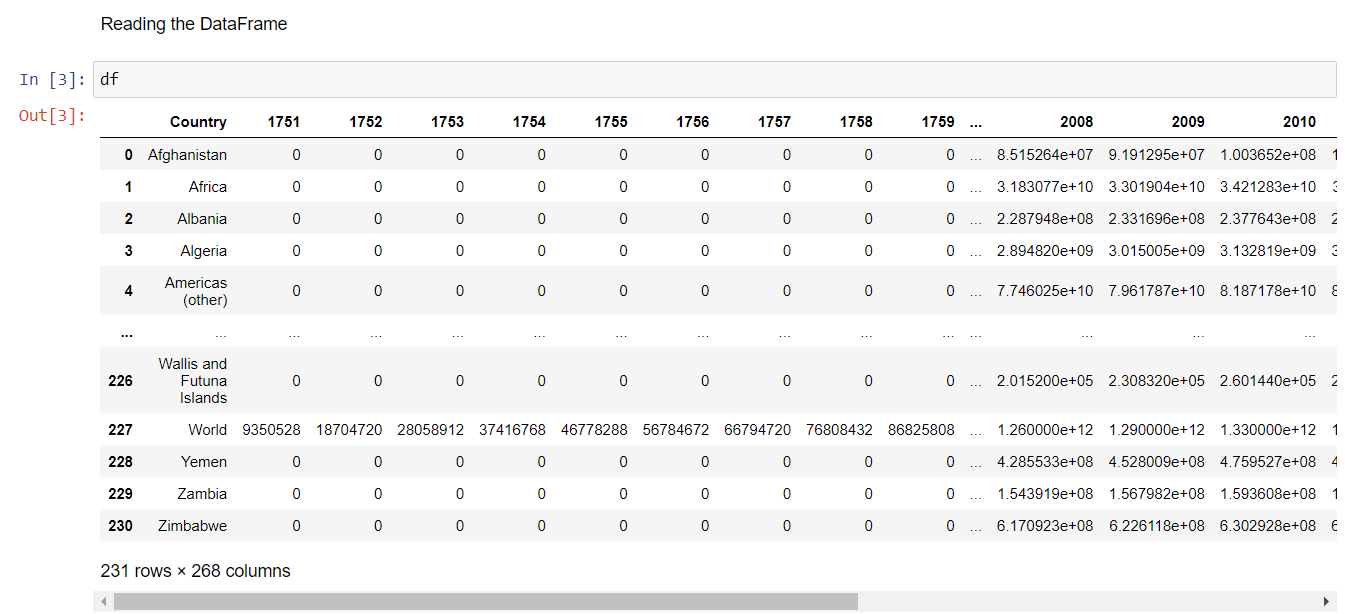 Reading the DataFrame
In [3]: df
Out[3]:
Country 1751 1752 1753 1754 1755 1756 1757 1758 1759 ... 2008 2009 2010
0 Afghanistan 0 0 0 0 0 0 0 0 0 ... 8.515264e+07 9.191295e+07 1.003652e+08 1
1 Africa 0 0 0 0 0 0 0 0 0 ... 3.183077e+10 3.301904e+10 3.421283e+10 3
2 Albania 0 0 0 0 0 0 0 0 0 ... 2.287948e+08 2.331696e+08 2.377643e+08 2
3 Algeria 0 0 0 0 0 0 0 0 0 ... 2.894820e+09 3.015005e+09 3.132819e+09 3
Americas
4 (other) 0 0 0 0 0 0 0 0 0 ... 7.746025e+10 7.961787e+10 8.187178e+10 8
... ... ... ... ... ... ... ... ... ... ... ... ... ... ...
Wallis and
226 Futuna 0 0 0 0 0 0 0 0 0 ... 2.015200e+05 2.308320e+05 2.601440e+05 2
Islands
227 World 9350528 18704720 28058912 37416768 46778288 56784672 66794720 76808432 86825808 ... 1.260000e+12 1.290000e+12 1.330000e+12 1
228 Yemen 0 0 0 0 0 0 0 0 0 ... 4.285533e+08 4.528009e+08 4.759527e+08 4
229 Zambia 0 0 0 0 0 0 0 0 0 ... 1.543919e+08 1.567982e+08 1.593608e+08 1
230 Zimbabwe 0 0 0 0 0 0 0 0 0 ... 6.170923e+08 6.226118e+08 6.302928e+08 6
231 rows × 268 columns